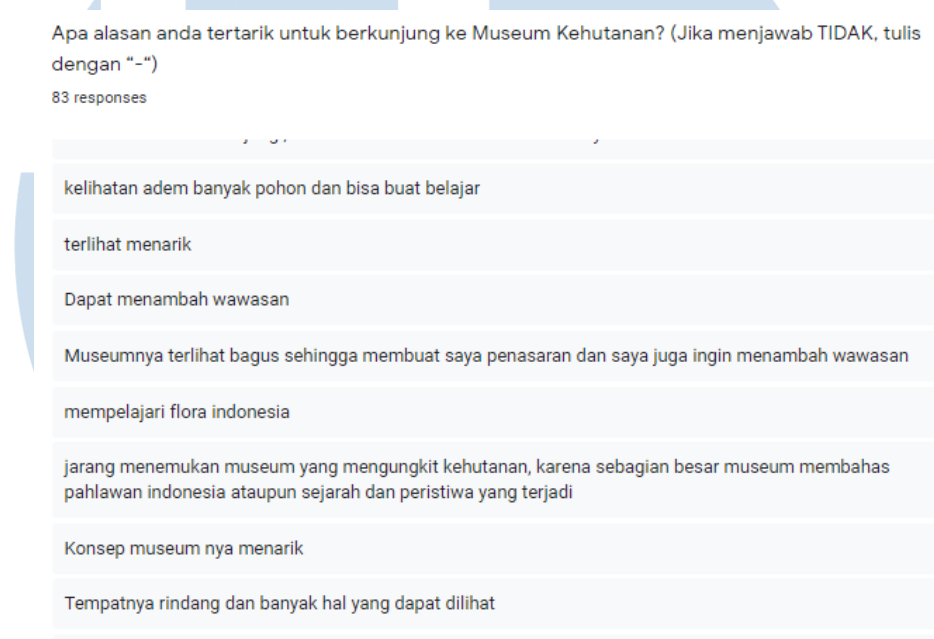 Apa alasan anda tertarik untuk berkunjung ke Museum Kehutanan? (Jika menjawab TIDAK, tulis
dengan “-“)
83 responses
kelihatan adem banyak pohon dan bisa buat belajar
terlihat menarik
Dapat menambah wawasan
Museumnya terlihat bagus sehingga membuat saya penasaran dan saya juga ingin menambah wawasan
mempelajari flora indonesia
jarang menemukan museum yang mengungkit kehutanan, karena sebagian besar museum membahas
pahlawan indonesia ataupun sejarah dan peristiwa yang terjadi
Konsep museum nya menarik
Tempatnya rindang dan banyak hal yang dapat dilihat